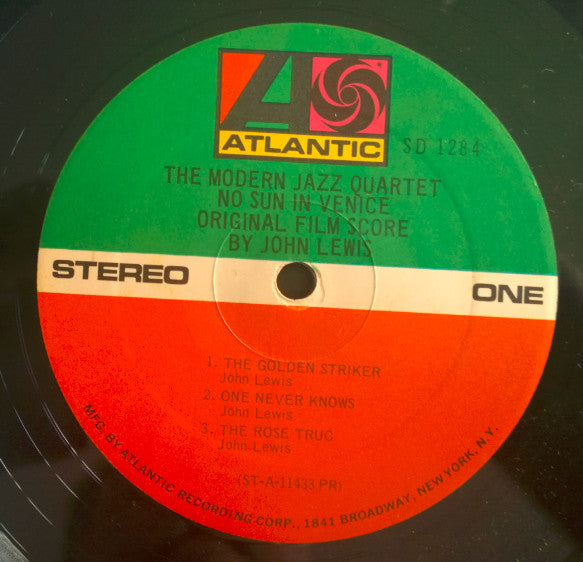 ATLANTIC
SD 1284
THE MODERN JAZZ QUARTET
NO SUN IN VENICE
ORIGINAL FILM SCORE
BY JOHN LEWIS
STEREO
ONE
1. THE GOLDEN STRIKER
John Lewis
2. ONE NEVER KNOWS
John Lewis
3. THE ROSE TRUC
John Lewis
(ST-A-11433 PR)
MFG. BY ATLANTIC RECORDING CORP., 1841 BROADWAY, NEW YORK, N.Y.